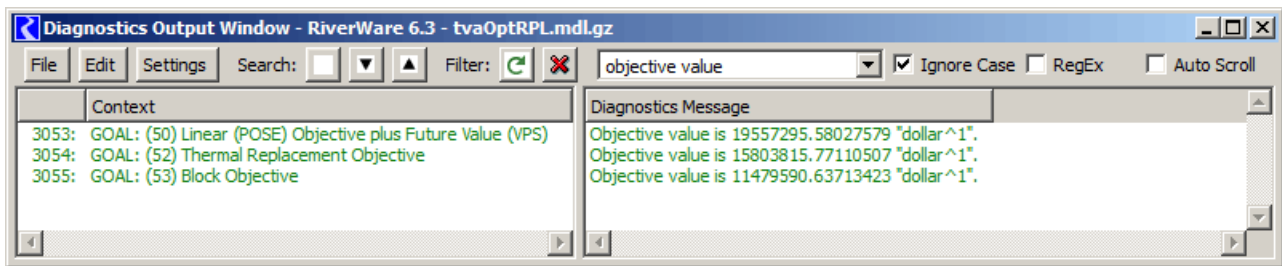 Diagnostics Output Window - RiverWare 6.3 - tvaOptRPL.mdl.gz
File Edit Settings Search: Filter: objective value Ignore Case RegEx Auto Scroll
Context Diagnostics Message
3053: GOAL: (50) Linear (POSE) Objective plus Future Value (VPS) Objective value is 19557295.58027579 "dollar^1".
3054: GOAL: (52) Thermal Replacement Objective Objective value is 15803815.77110507 "dollar^1".
3055: GOAL: (53) Block Objective Objective value is 11479590.63713423 "dollar^1".